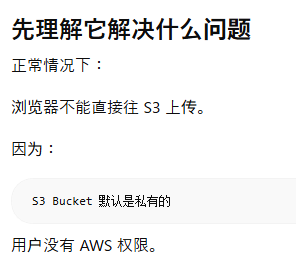 先理解它解决什么问题
正常情况下：
浏览器不能直接往 S3 上传。
因为：
S3 Bucket 默认是私有的
用户没有 AWS 权限。